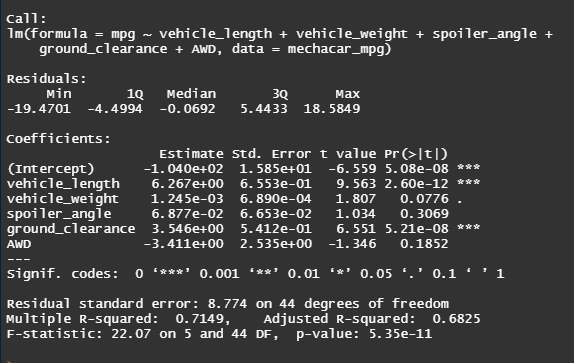 Call:
lm(formula = mpg ~ vehicle_length + vehicle_weight + spoiler_angle +
    ground_clearance + AWD, data = mechacar_mpg)
Residuals:
     Min       1Q   Median       3Q      Max
-19.4701  -4.4994  -0.0692   5.4433  18.5849
Coefficients:
                   Estimate Std. Error t value Pr(>|t|)
(Intercept)      -1.040e+02  1.585e+01  -6.559 5.08e-08 ***
vehicle_length    6.267e+00  6.553e-01   9.563 2.60e-12 ***
vehicle_weight    1.245e-03  6.890e-04   1.807   0.0776 .
spoiler_angle     6.877e-02  6.653e-02   1.034   0.3069
ground_clearance  3.546e+00  5.412e-01   6.551 5.21e-08 ***
AWD              -3.411e+00  2.535e+00  -1.346   0.1852
---
Signif. codes:  0 ‘***’ 0.001 ‘**’ 0.01 ‘*’ 0.05 ‘.’ 0.1 ‘ ’ 1
Residual standard error: 8.774 on 44 degrees of freedom
Multiple R-squared:  0.7149,    Adjusted R-squared:  0.6825
F-statistic: 22.07 on 5 and 44 DF,  p-value: 5.35e-11